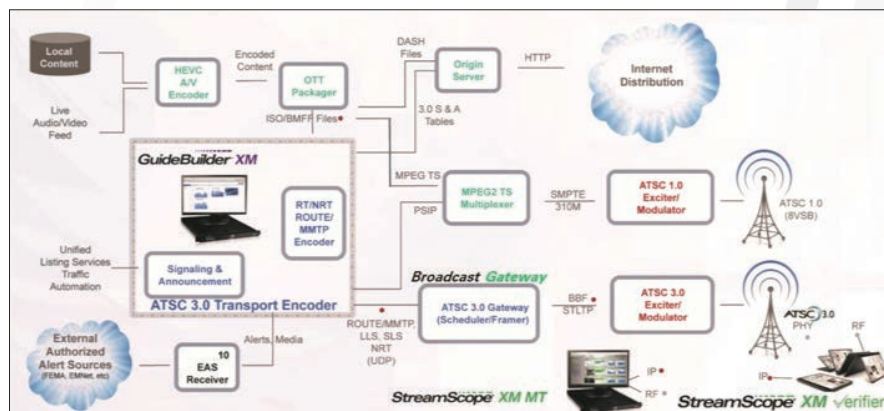 Local
Content
HEVC
A/V
Encoder
Encoded
Content
OTT
Packager
DASH
Files
Origin
Server
HTTP
Internet
Distribution
Live
Audio/Video
Feed
ISO/BMFF Files
3.0 S & A
Tables
GuideBuilder XM
RT/NRT
ROUTE/
MMTP
Encoder
MPEG TS
PSIP
MPEG2 TS
Multiplexer
SMPTE
310M
ATSC 1.0
Exciter/
Modulator
ATSC 1.0
(8VSB)
Unified
Listing Services
Traffic
Automation
Signaling &
Announcement
ATSC 3.0 Transport Encoder
Broadcast Gateway
ATSC 3.0 Gateway
(Scheduler/Framer)
BBF
STLTP
ATSC 3.0
Exciter/
Modulator
ATSC 3.0
PHY
RF
IP
ROUTE/MMTP,
LLS, SLS
NRT
(UDP)
External
Authorized
Alert Sources
(FEMA, EMNet, etc)
10
EAS
Receiver
Alerts, Media
IP
RF
StreamScope XM MT
StreamScope XM Verifier